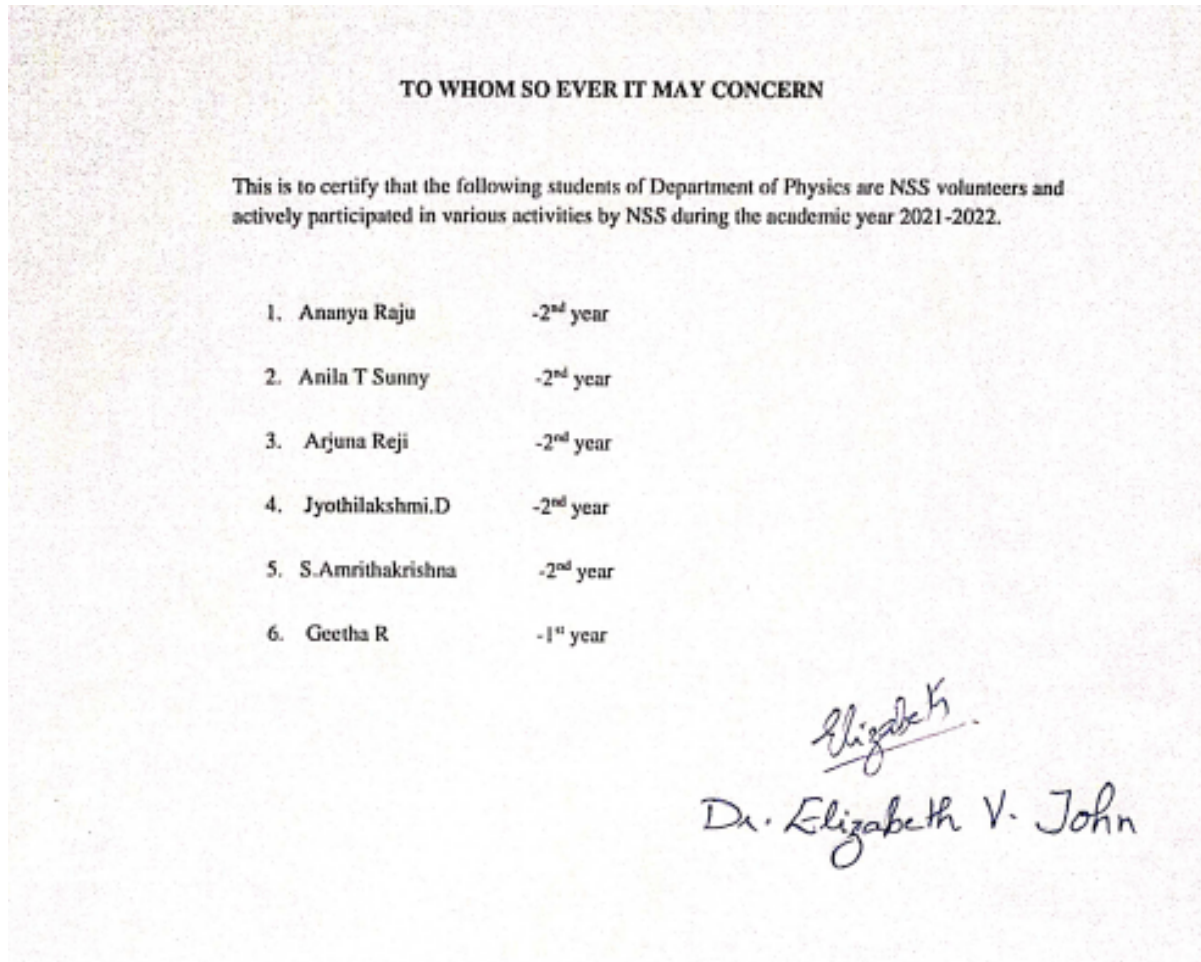 TO WHOM SO EVER IT MAY CONCERN
This is to certify that the following students of Department of Physics are NSS volunteers and
actively participated in various activities by NSS during the academic year 2021-2022.
1. Ananya Raju -2nd year
2. Anila T Sunny -2nd year
3. Arjuna Reji -2nd year
4. Jyothilakshmi.D -2nd year
5. S.Amrithakrishna -2nd year
6. Geetha R -1st year
Elizabeth
Dr. Elizabeth V. John